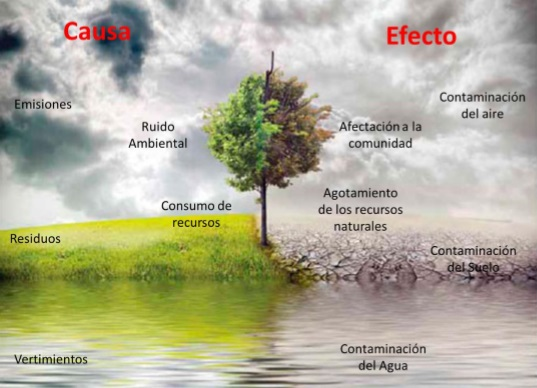 Causa
Efecto
Emisiones
Ruido
Ambiental
Consumo de
recursos
Residuos
Vertimientos
Contaminación
del aire
Afectación a la
comunidad
Agotamiento
de los recursos
naturales
Contaminación
del Suelo
Contaminación
del Agua